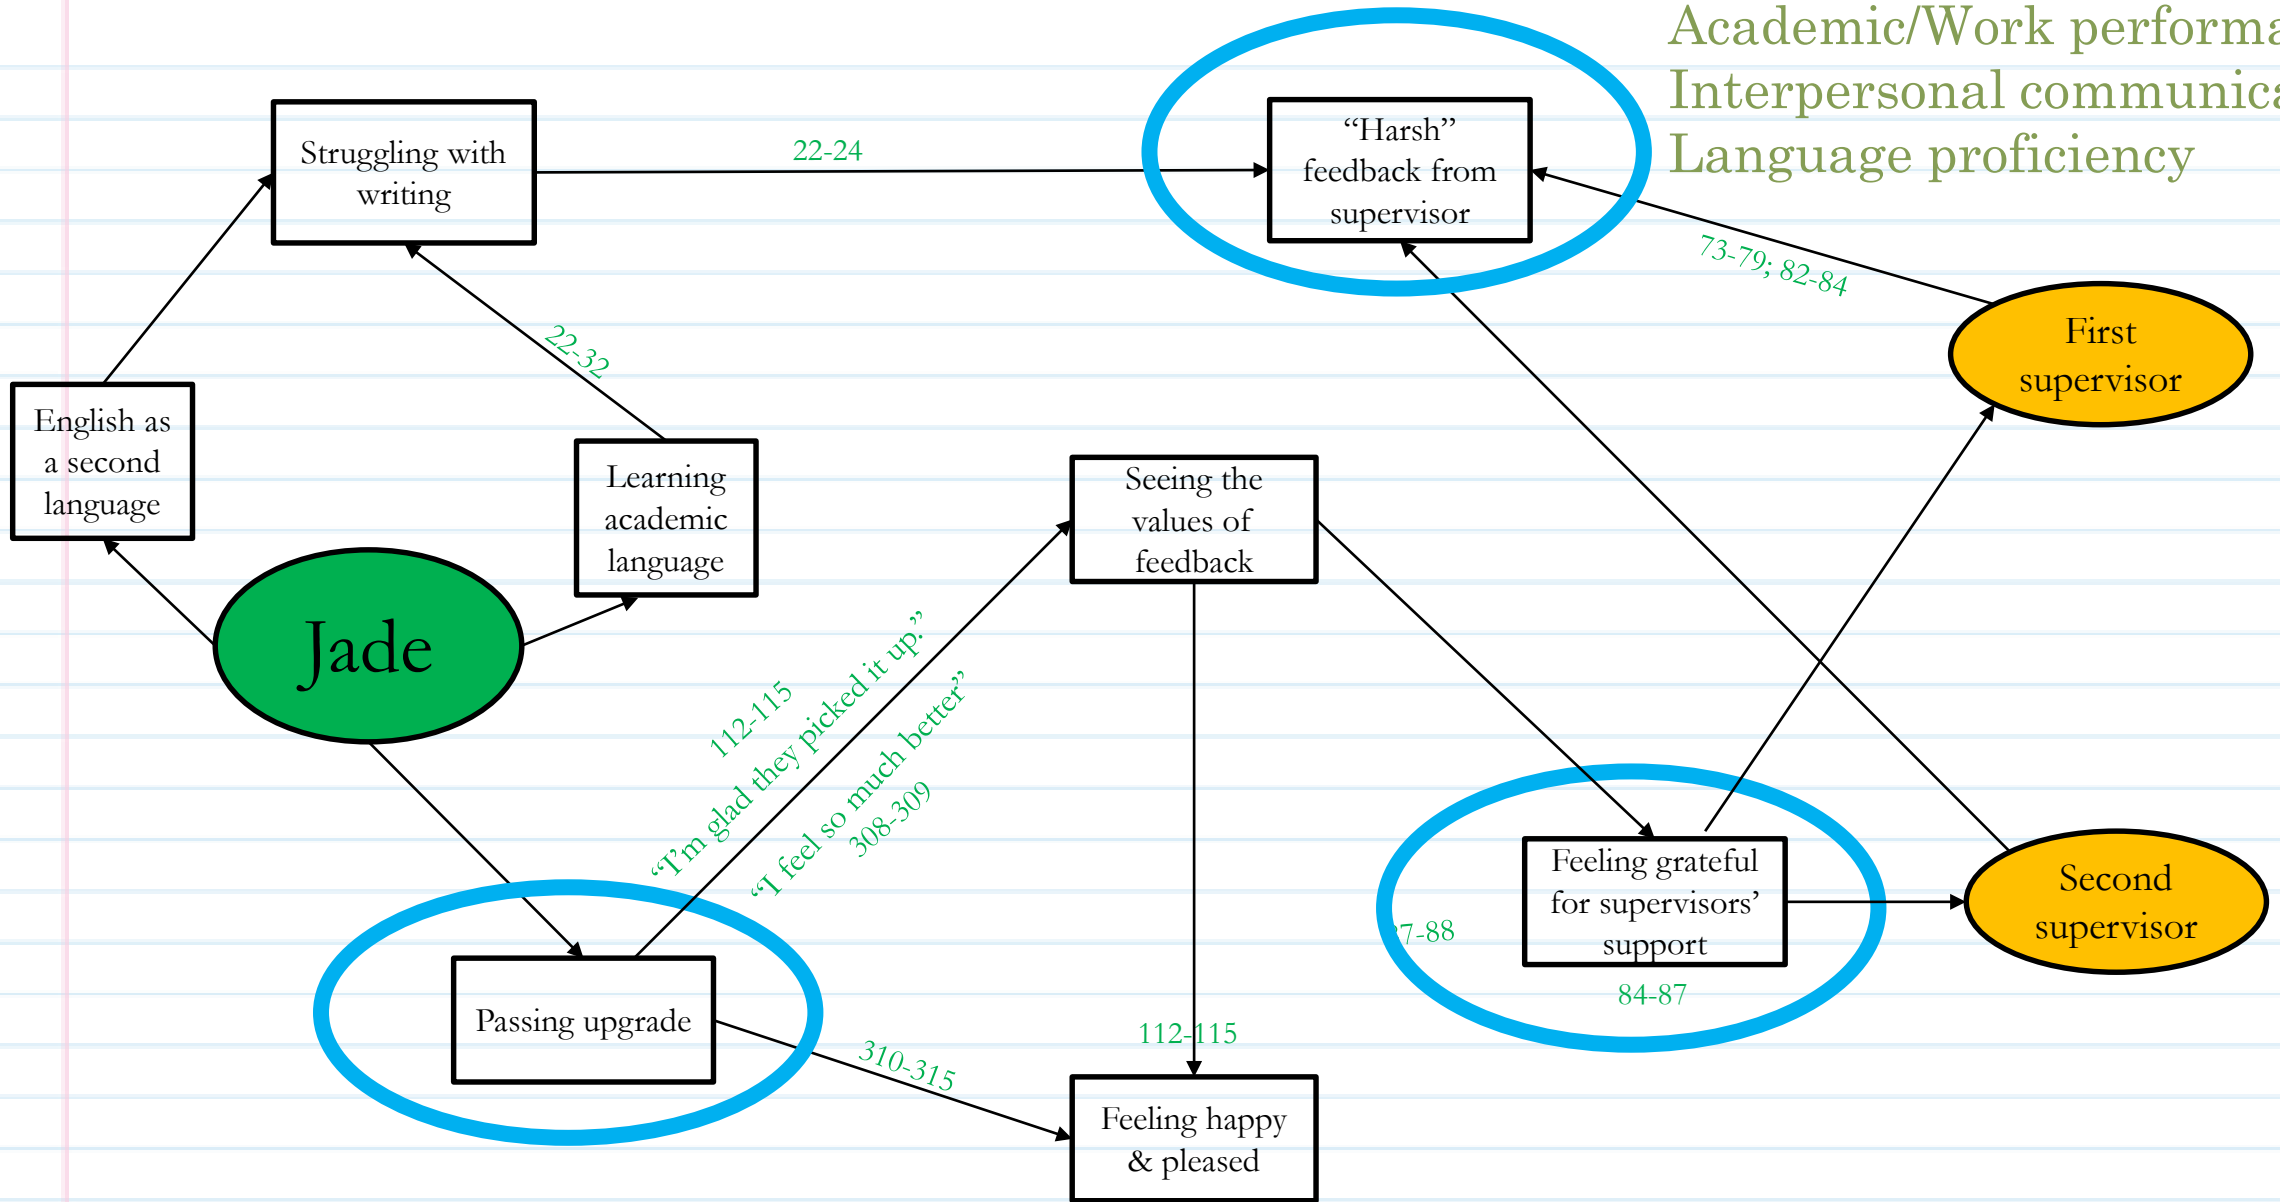 Academic/Work
Interpersonal
Language proficiency
Struggling with
writing
22-24
“Harsh”
feedback from
supervisor
73-79; 82-84
First
supervisor
22-32
English as
a second
language
Learning
academic
language
Seeing the
values of
feedback
Jade
112-115
“I’m glad they picked it up.”
“I feel so much better”
308-309
Feeling grateful
for supervisors’
support
7-88
84-87
Second
supervisor
Passing upgrade
310-315
112-115
Feeling happy
& pleased